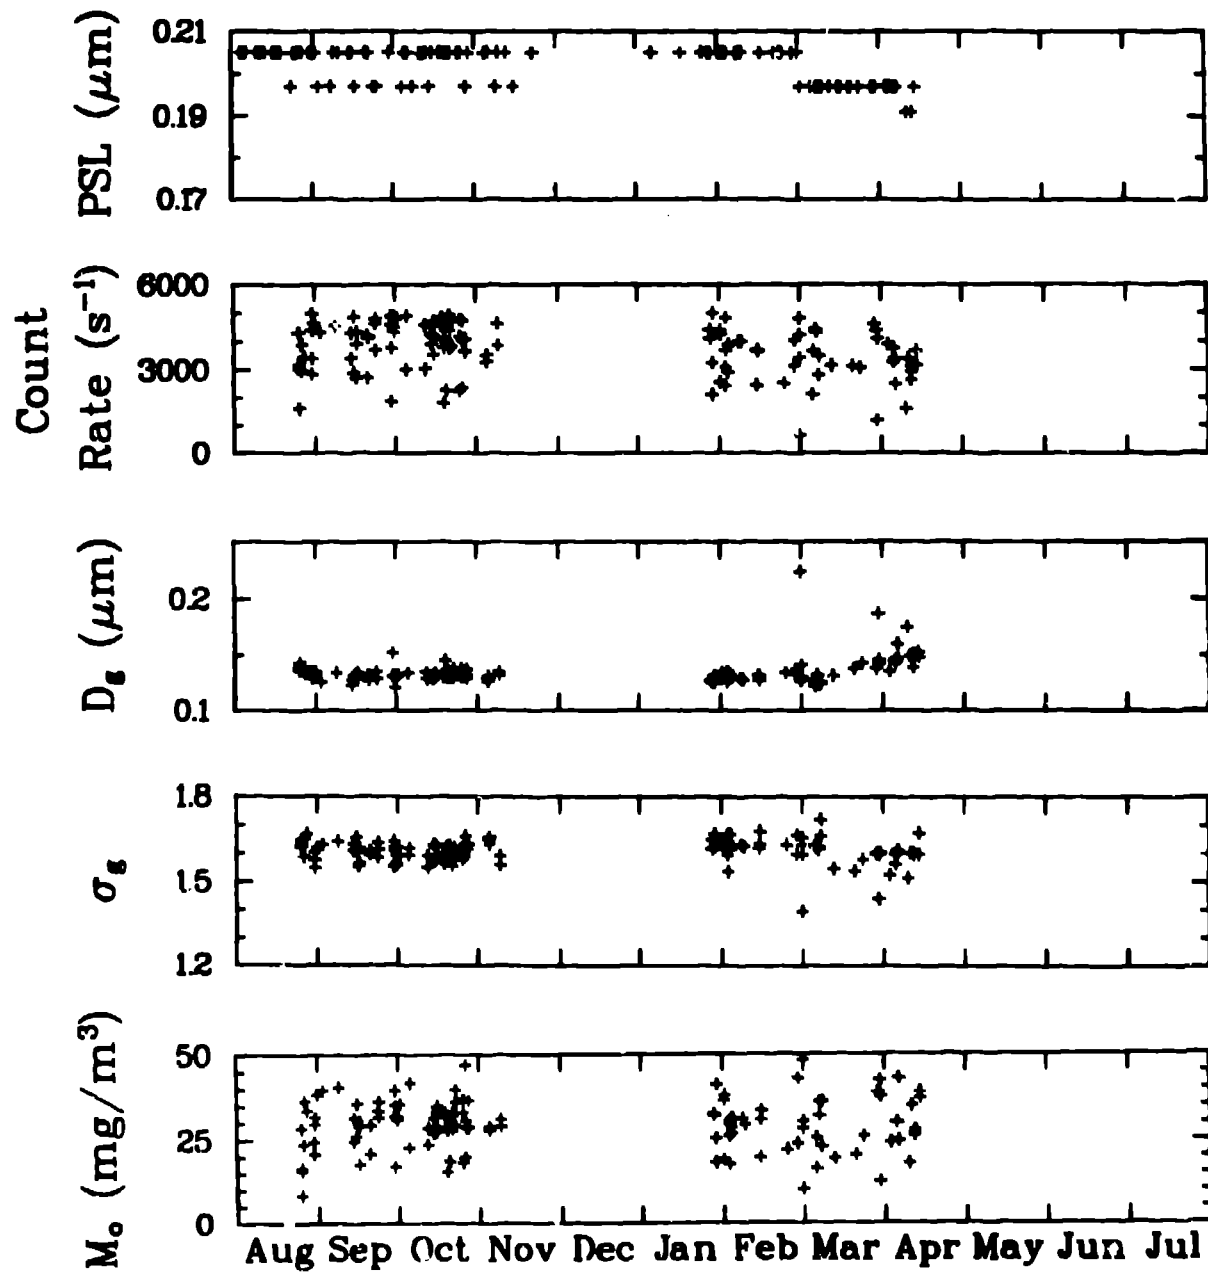 PSL (μm)
0.21
0.19
0.17
Count
Rate (s⁻¹)
6000
3000
0
D_g (μm)
0.2
0.1
σ_g
1.8
1.5
1.2
M_o (mg/m³)
50
25
0
Aug Sep Oct Nov Dec Jan Feb Mar Apr May Jun Jul